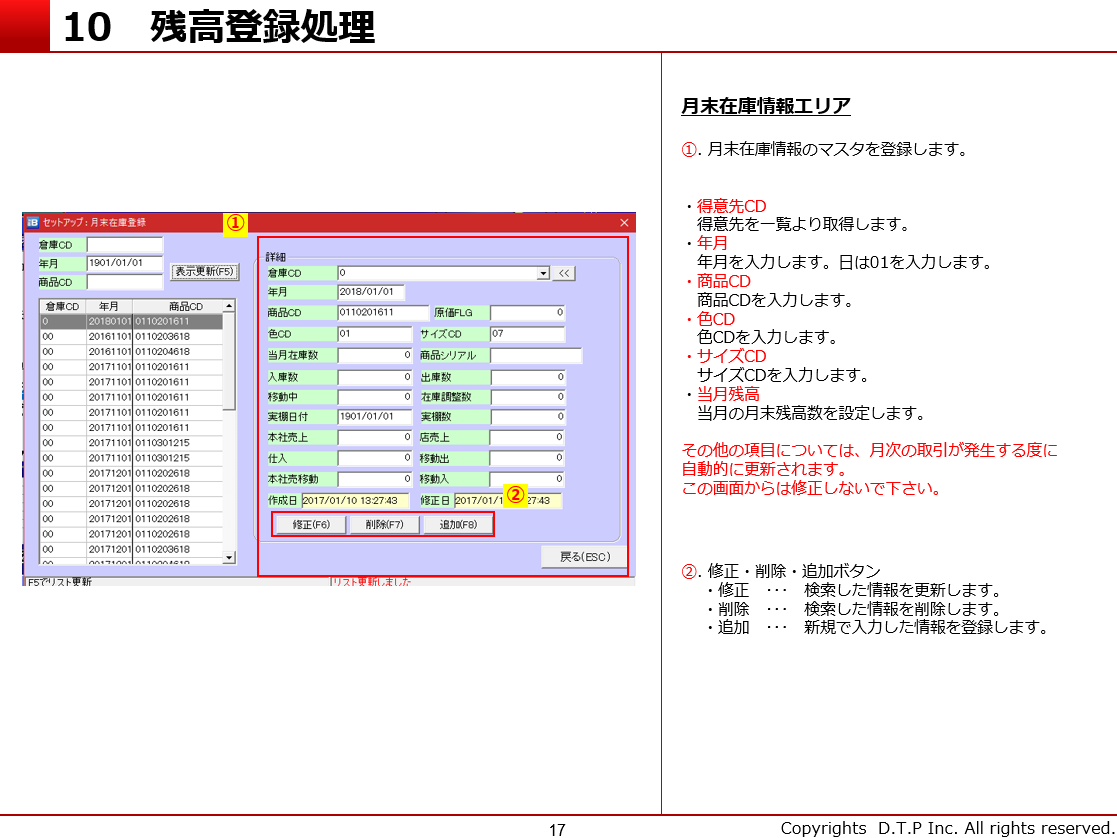 10 残高登録処理
セットアップ：月末在庫登録
①
倉庫CD
年月 1901/01/01
商品CD
表示更新(F5)
倉庫CD 年月 商品CD
0 20180101 0110201611
00 20161101 0110203618
00 20161101 0110204618
00 20171101 0110201611
00 20171101 0110201611
00 20171101 0110201611
00 20171101 0110201611
00 20171101 0110201611
00 20171101 0110301215
00 20171101 0110301215
00 20171201 0110202618
00 20171201 0110202618
00 20171201 0110202618
00 20171201 0110202618
00 20171201 0110202618
00 20171201 0110203618
00 20171201 0110204618
詳細
倉庫CD 0 <<
年月 2018/01/01
商品CD 0110201611 原価FLG 0
色CD 01 サイズCD 07
当月在庫数 0 商品シリアル
入庫数 0 出庫数 0
移動中 0 在庫調整数 0
実棚日付 1901/01/01 実棚数 0
本社売上 0 店売上 0
仕入 0 移動出 0
本社売移動 0 移動入 0
作成日 2017/01/10 13:27:43 修正日 2017/01/1 ② 27:43
修正(F6) 削除(F7) 追加(F8)
戻る(ESC)
F5でリスト更新 リスト更新しました
月末在庫情報エリア
①. 月末在庫情報のマスタを登録します。
・得意先CD
得意先を一覧より取得します。
・年月
年月を入力します。日は01を入力します。
・商品CD
商品CDを入力します。
・色CD
色CDを入力します。
・サイズCD
サイズCDを入力します。
・当月残高
当月の月末残高数を設定します。
その他の項目については、月次の取引が発生する度に
自動的に更新されます。
この画面からは修正しないで下さい。
②. 修正・削除・追加ボタン
・修正 ･･･ 検索した情報を更新します。
・削除 ･･･ 検索した情報を削除します。
・追加 ･･･ 新規で入力した情報を登録します。
17
Copyrights D.T.P Inc. All rights reserved.